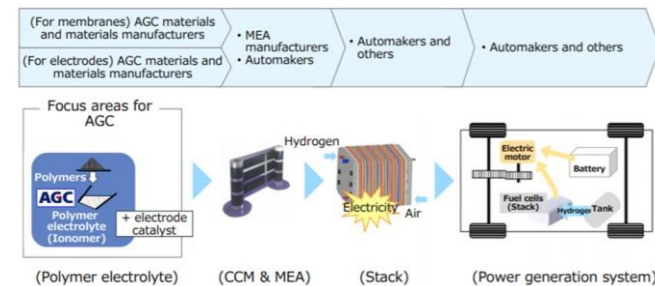 (For membranes) AGC materials
and materials manufacturers
(For electrodes) AGC materials and
materials manufacturers
• MEA
manufacturers
• Automakers
• Automakers and
others
• Automakers and others
Focus areas for
AGC
Polymers
AGC
Polymer
electrolyte
(Ionomer)
+ electrode
catalyst
Hydrogen
Electricity
Air
Electric
motor
Battery
Fuel cells
(Stack)
Hydrogen
Tank
(Polymer electrolyte)
(CCM & MEA)
(Stack)
(Power generation system)